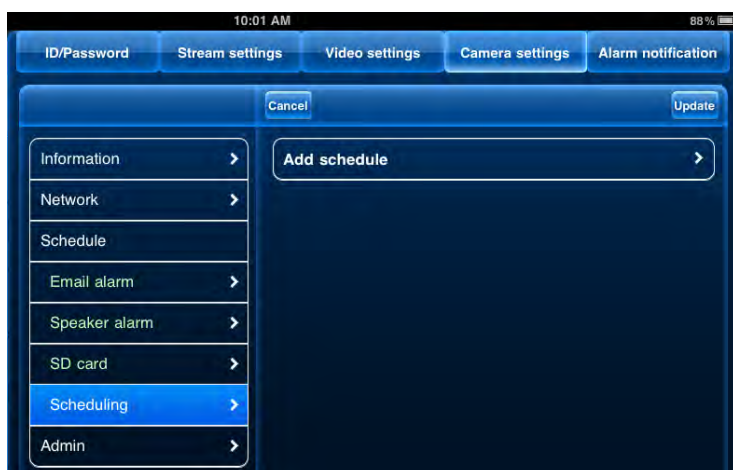 10:01 AM 88%
ID/Password Stream settings Video settings Camera settings Alarm notification
Cancel Update
Information
Add schedule
Network
Schedule
Email alarm
Speaker alarm
SD card
Scheduling
Admin